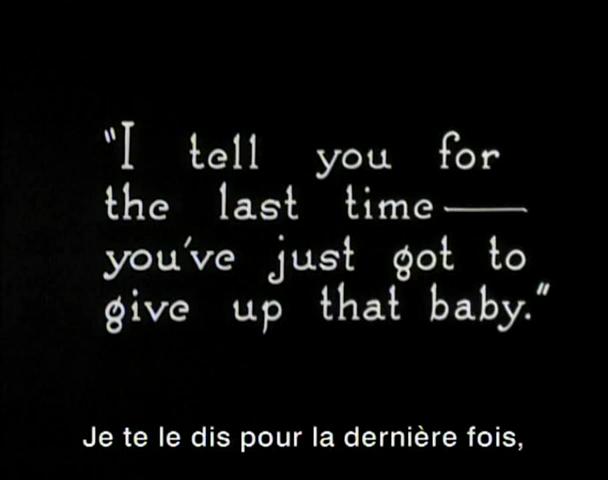 "I tell you for
the last time——
you've just got to
give up that baby."
Je te le dis pour la dernière fois,